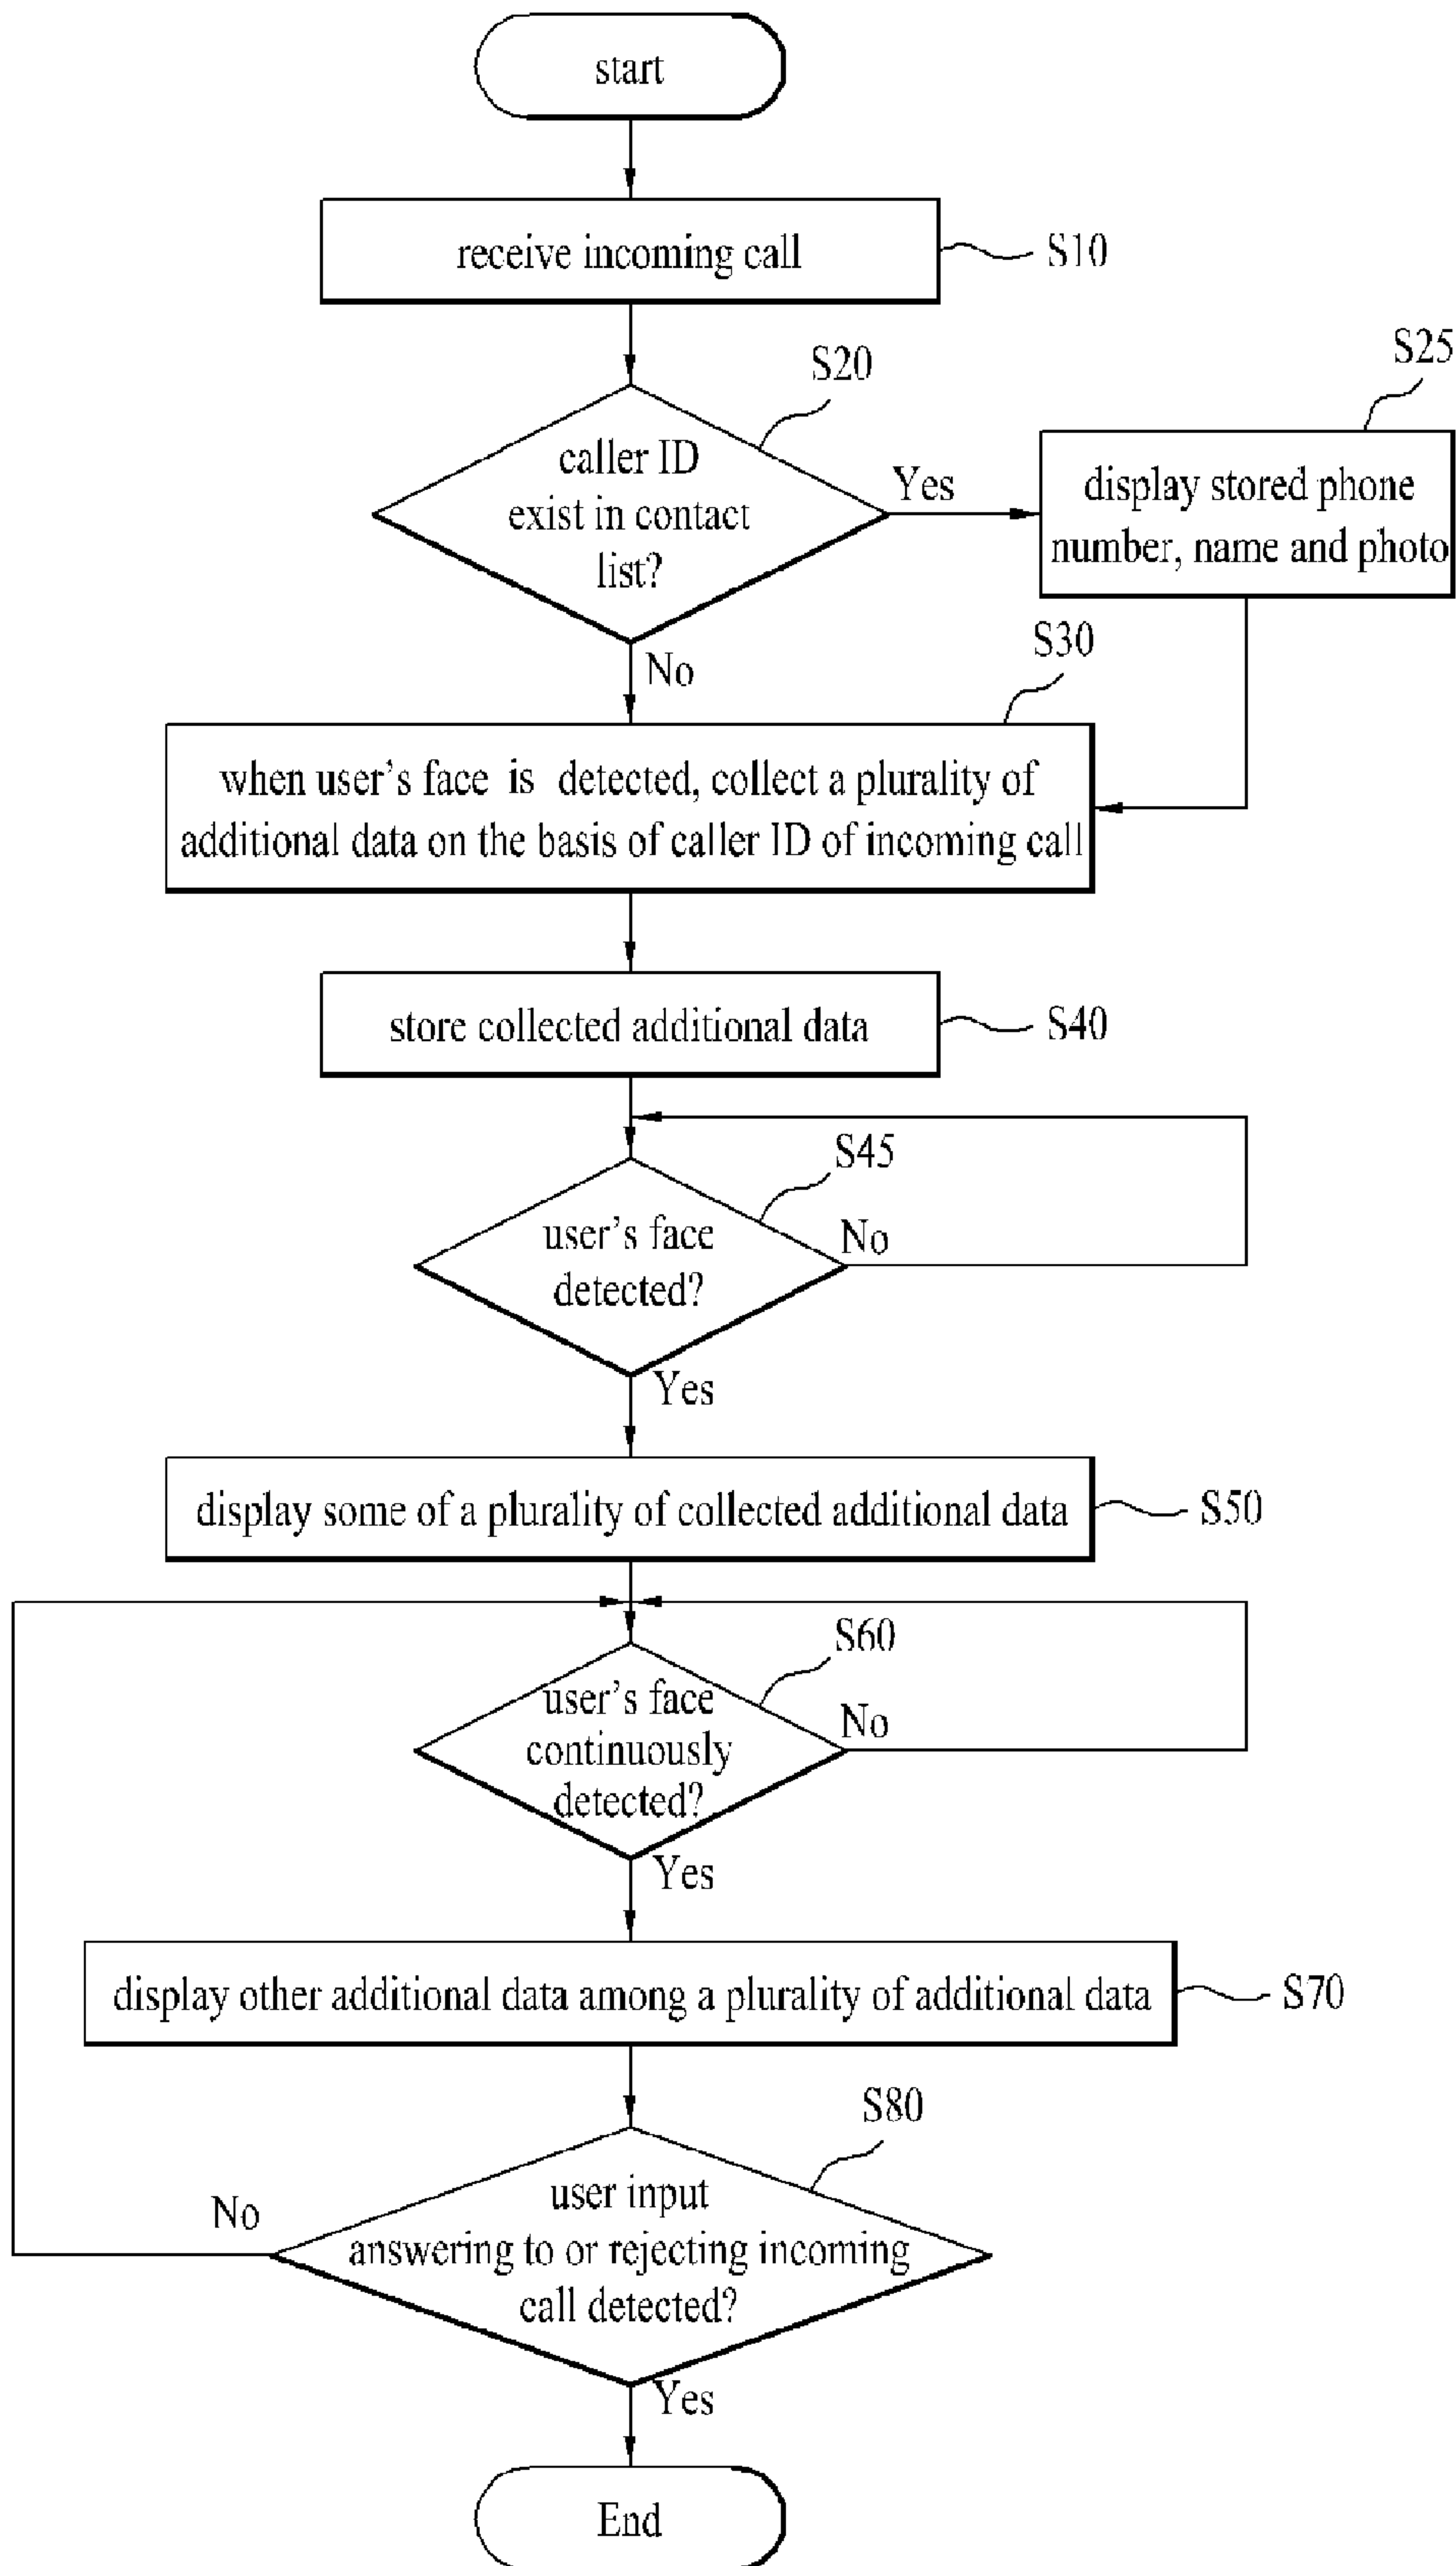 start
receive incoming call
S10
S20
caller ID
exist in contact
list?
Yes
S25
display stored phone
number, name and photo
No
S30
when user's face is detected, collect a plurality of
additional data on the basis of caller ID of incoming call
store collected additional data
S40
S45
user's face
detected?
No
Yes
display some of a plurality of collected additional data
S50
S60
user's face
continuously
detected?
No
Yes
display other additional data among a plurality of additional data
S70
S80
user input
answering to or rejecting incoming
call detected?
No
Yes
End